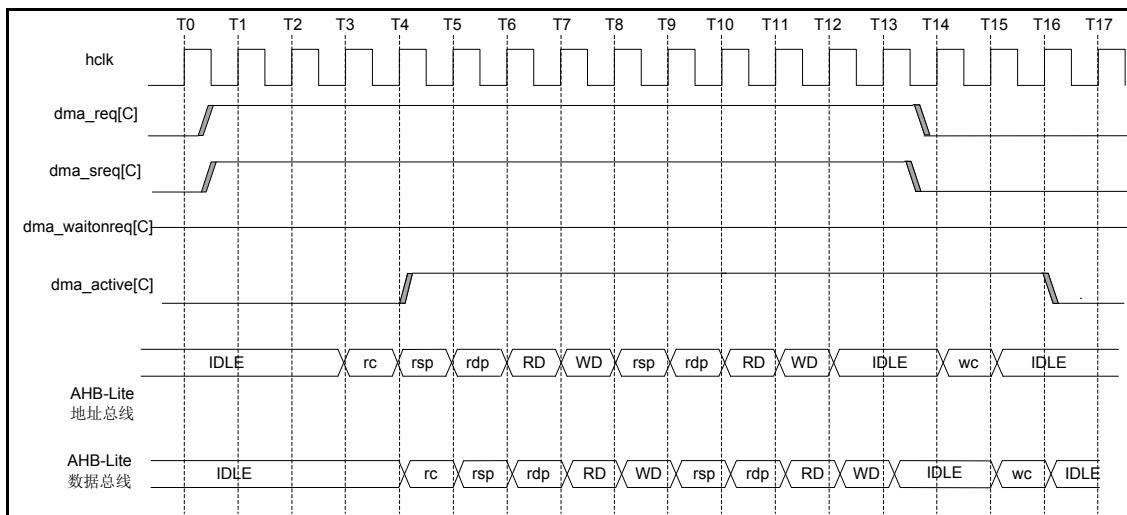 T0 T1 T2 T3 T4 T5 T6 T7 T8 T9 T10 T11 T12 T13 T14 T15 T16 T17
hclk
dma_req[C]
dma_sreq[C]
dma_waitonreq[C]
dma_active[C]
IDLE rc rsp rdp RD WD rsp rdp RD WD IDLE wc IDLE
AHB-Lite
地址总线
AHB-Lite
数据总线
IDLE rc rsp rdp RD WD rsp rdp RD WD IDLE wc IDLE